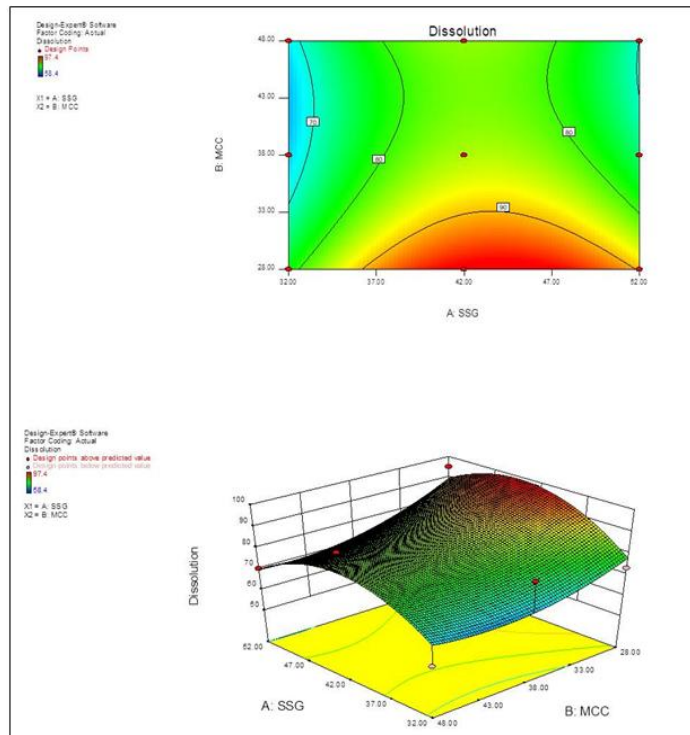 Design-Expert® Software
Factor Coding: Actual
Dissolution
Design Points
97.4
58.4
X1 = A: SSG
X2 = B: MCC
Dissolution
48.00
43.00
38.00
33.00
28.00
B: MCC
70
80
80
90
32.00 37.00 42.00 47.00 52.00
A: SSG
Design-Expert® Software
Factor Coding: Actual
Dissolution
Design points above predicted value
Design points below predicted value
97.4
58.4
X1 = A: SSG
X2 = B: MCC
100
90
80
70
60
50
Dissolution
52.00
47.00
42.00
37.00
32.00
A: SSG
48.00
43.00
38.00
33.00
28.00
B: MCC